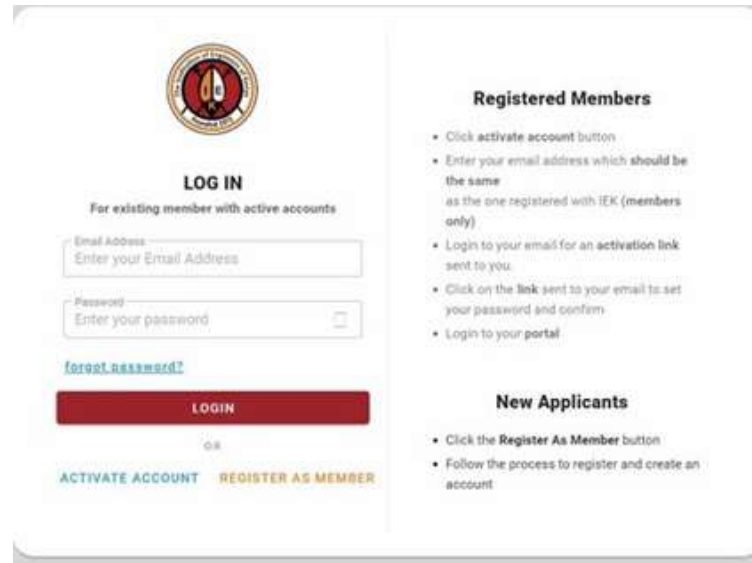 LOG IN
For existing member with active accounts
Email Address
Enter your Email Address
Password
Enter your password
forgot password?
LOGIN
OR
ACTIVATE ACCOUNT REGISTER AS MEMBER
Registered Members
• Click activate account button
• Enter your email address which should be
the same
as the one registered with IEK (members
only)
• Login to your email for an activation link
sent to you.
• Click on the link sent to your email to set
your password and confirm
• Login to your portal
New Applicants
• Click the Register As Member button
• Follow the process to register and create an
account